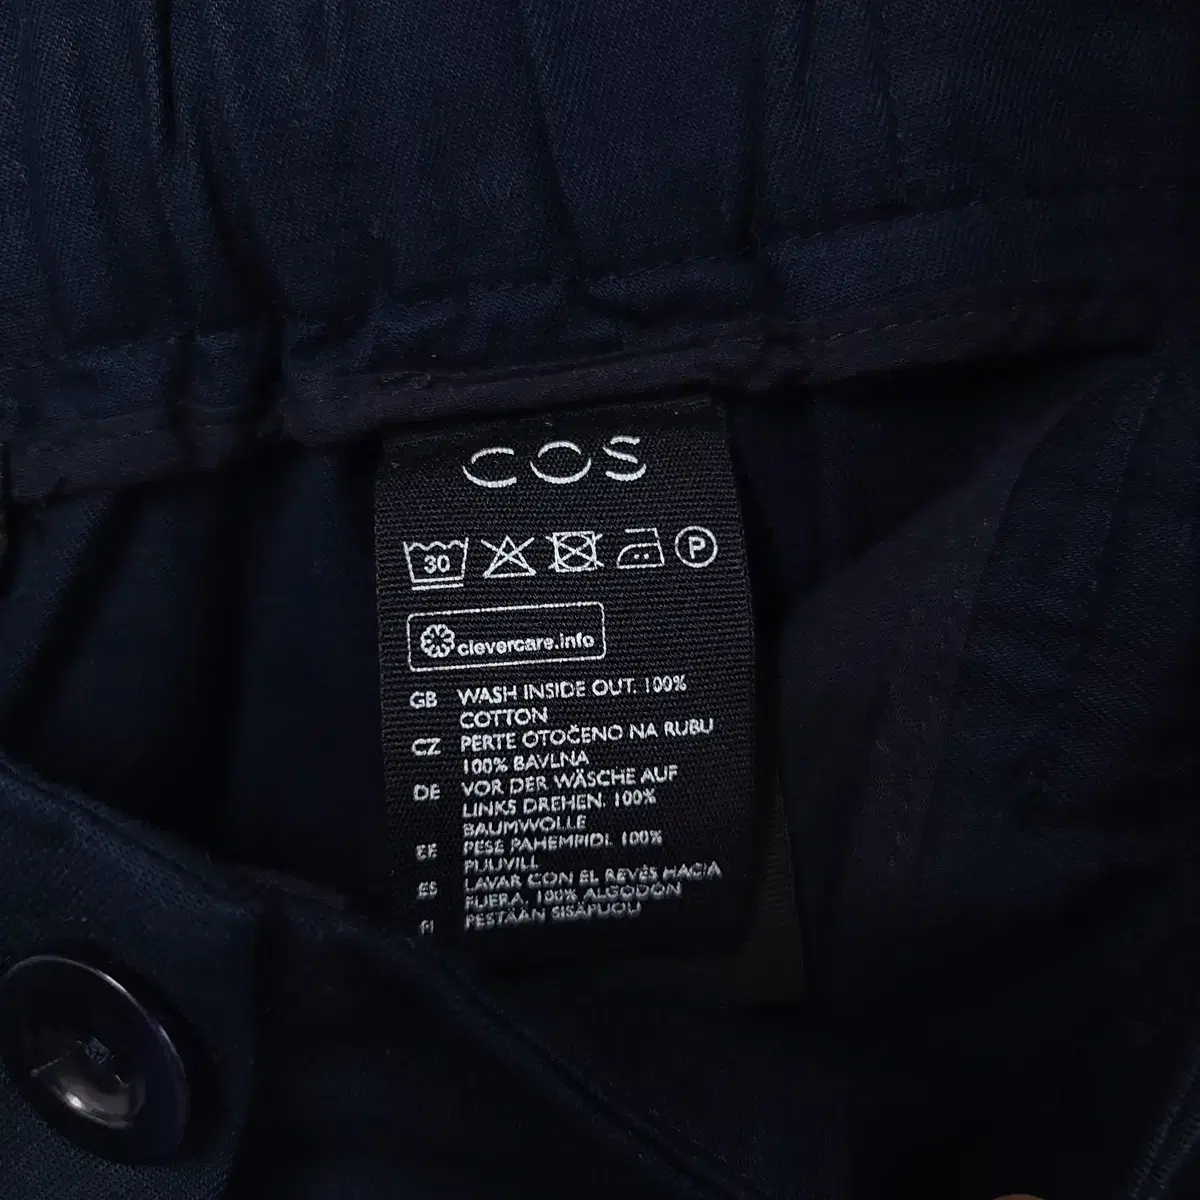 COS
30 P
clevercare.info
GB WASH INSIDE OUT. 100%
COTTON
CZ PERTE OTOČENO NA RUBU
100% BAVLNA
DE VOR DER WÄSCHE AUF
LINKS DREHEN. 100%
BAUMWOLLE
EE PESE PAHEMPIDI. 100%
PUUVILL
ES LAVAR CON EL REVÉS HACIA
FUERA. 100% ALGODÓN
FI PESTÄÄN SISÄPUOLI